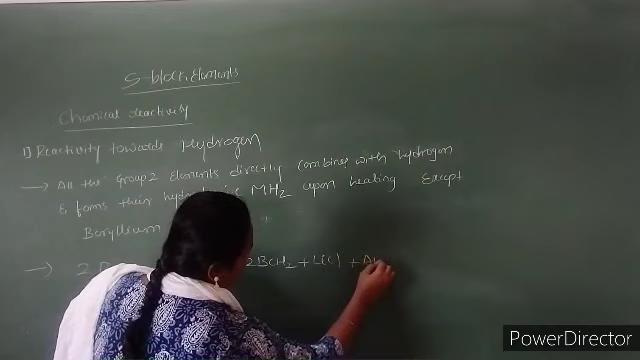 S-block Elements
Chemical reactivity
1) Reactivity towards Hydrogen
→ All the Group 2 Elements directly combines with hydrogen
& forms their MH2 upon heating Except
Beryllium
→ 2 2BeH2 + LiCl + Al
PowerDirector